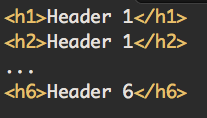 <h1>Header 1</h1>
<h2>Header 1</h2>
...
<h6>Header 6</h6>